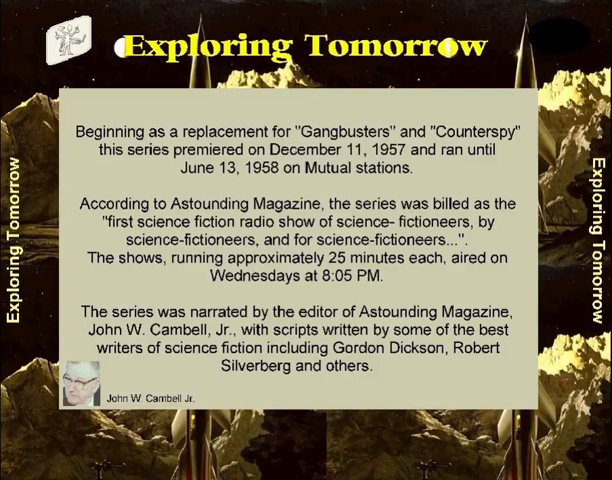 Exploring Tomorrow
Beginning as a replacement for "Gangbusters" and "Counterspy"
this series premiered on December 11, 1957 and ran until
June 13, 1958 on Mutual stations.
According to Astounding Magazine, the series was billed as the
"first science fiction radio show of science- fictioneers, by
science-fictioneers, and for science-fictioneers...".
The shows, running approximately 25 minutes each, aired on
Wednesdays at 8:05 PM.
The series was narrated by the editor of Astounding Magazine,
John W. Cambell, Jr., with scripts written by some of the best
writers of science fiction including Gordon Dickson, Robert
Silverberg and others.
John W. Cambell Jr.
Exploring Tomorrow
Exploring Tomorrow